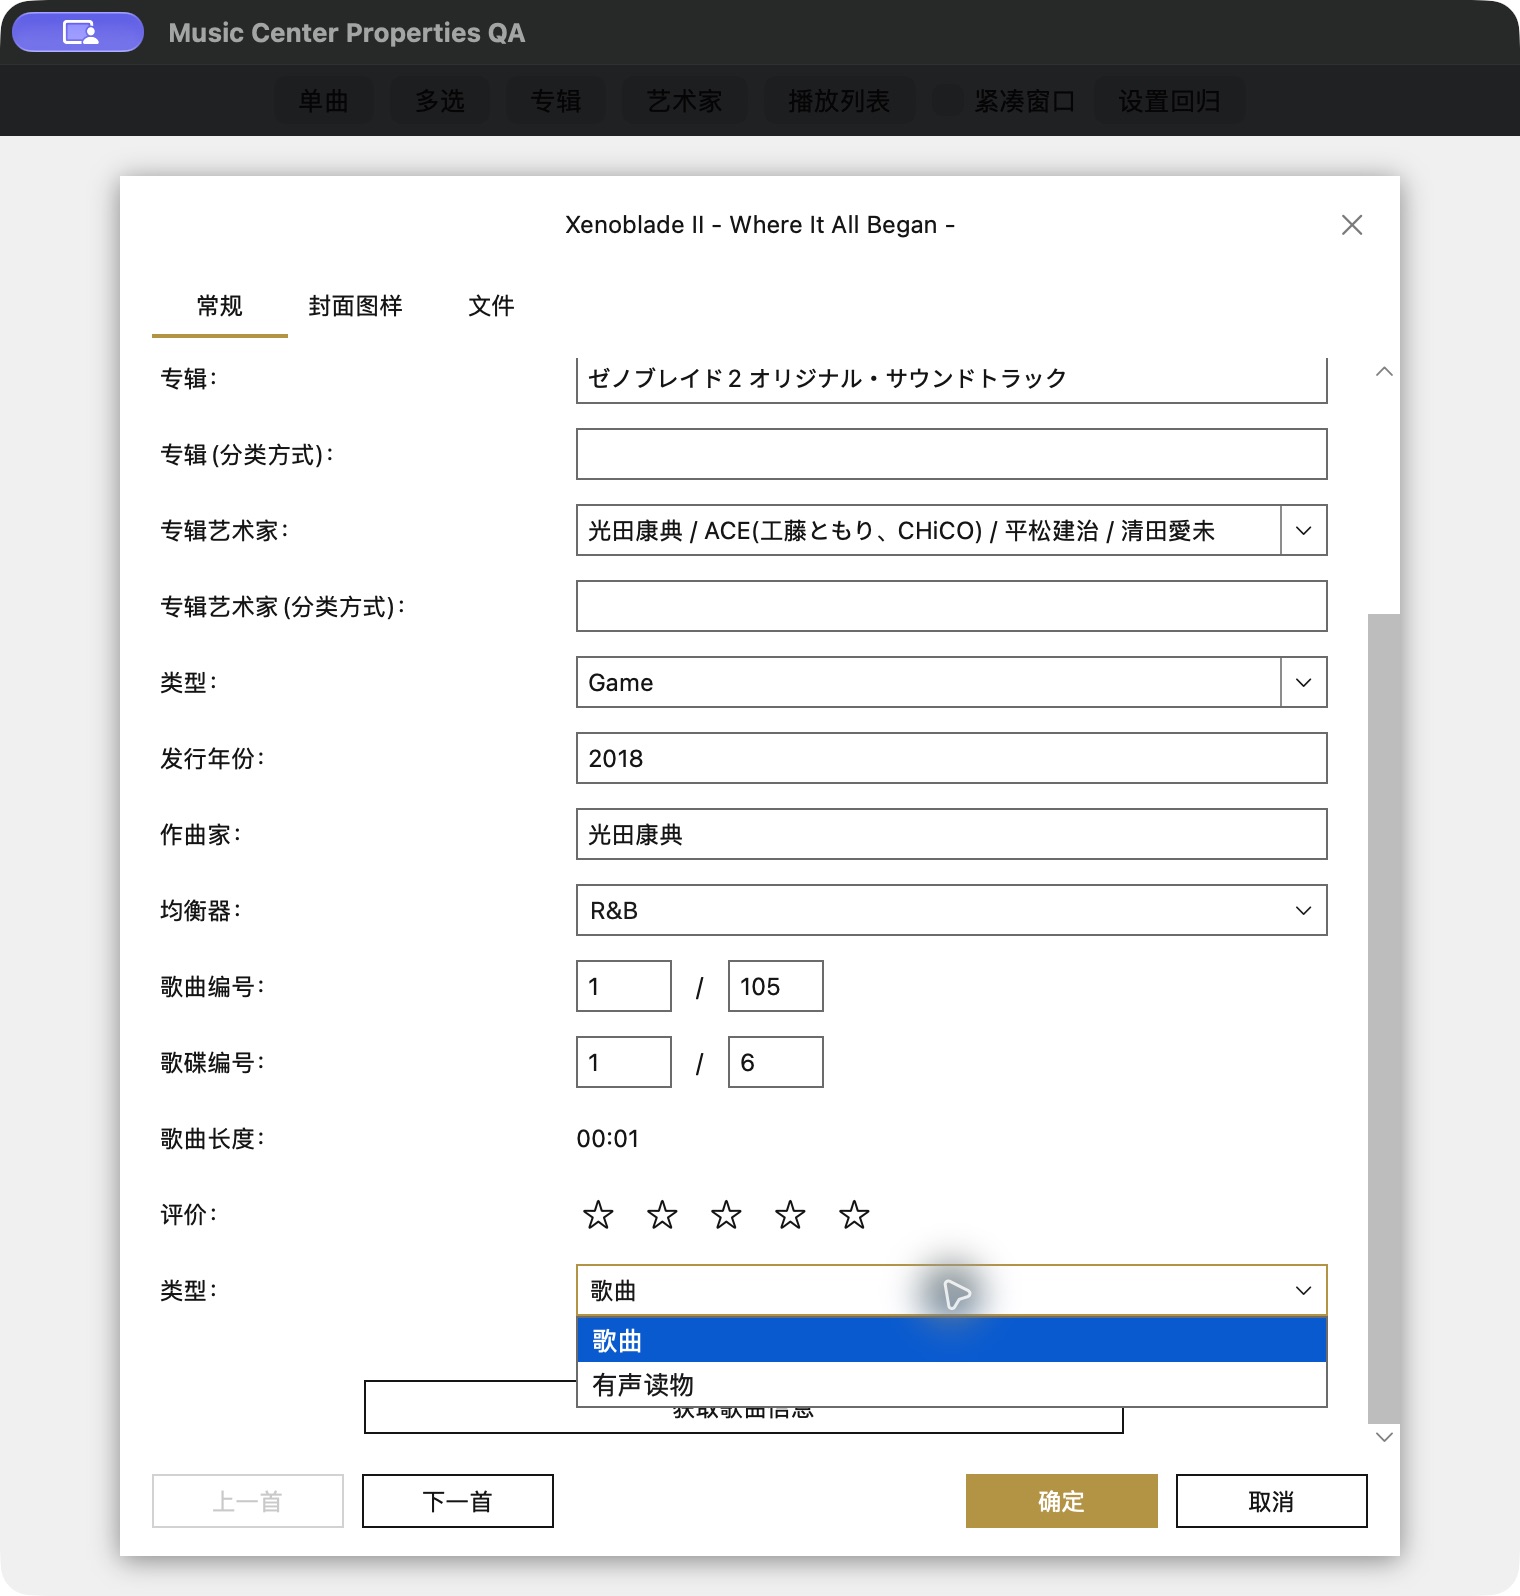 Music Center Properties QA
单曲 多选 专辑 艺术家 播放列表 紧凑窗口 设置回归
Xenoblade II - Where It All Began -
常规 封面图样 文件
专辑: ゼノブレイド2 オリジナル・サウンドトラック
专辑(分类方式):
专辑艺术家: 光田康典 / ACE(工藤ともり、CHiCO) / 平松建治 / 清田愛未
专辑艺术家(分类方式):
类型: Game
发行年份: 2018
作曲家: 光田康典
均衡器: R&B
歌曲编号: 1 / 105
歌碟编号: 1 / 6
歌曲长度: 00:01
评价: ☆ ☆ ☆ ☆ ☆
类型: 歌曲
歌曲
有声读物
获取歌曲信息
上一首 下一首 确定 取消